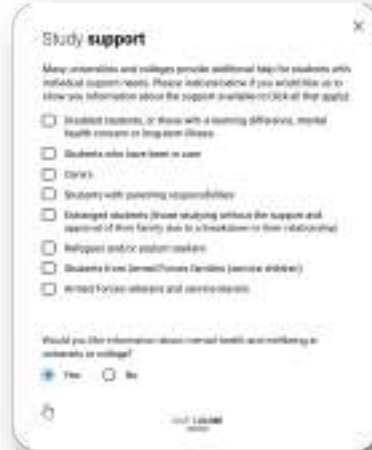 Study support
Many universities and colleges provide additional help for students with
individual support needs. Please indicate below if you would like us to
show you information about the support available
Disabled students, or those with a learning difference, mental
health concern or long-term illness
Students who have been in care
Carers
Students with parenting responsibilities
Estranged students (those studying without the support and
approval of their family due to a breakdown in their relationship)
Refugees and/or asylum seekers
Students from Armed Forces families (service children)
Armed Forces veterans and service leavers
Would you like information about mental health and wellbeing at
university or college?
Yes No